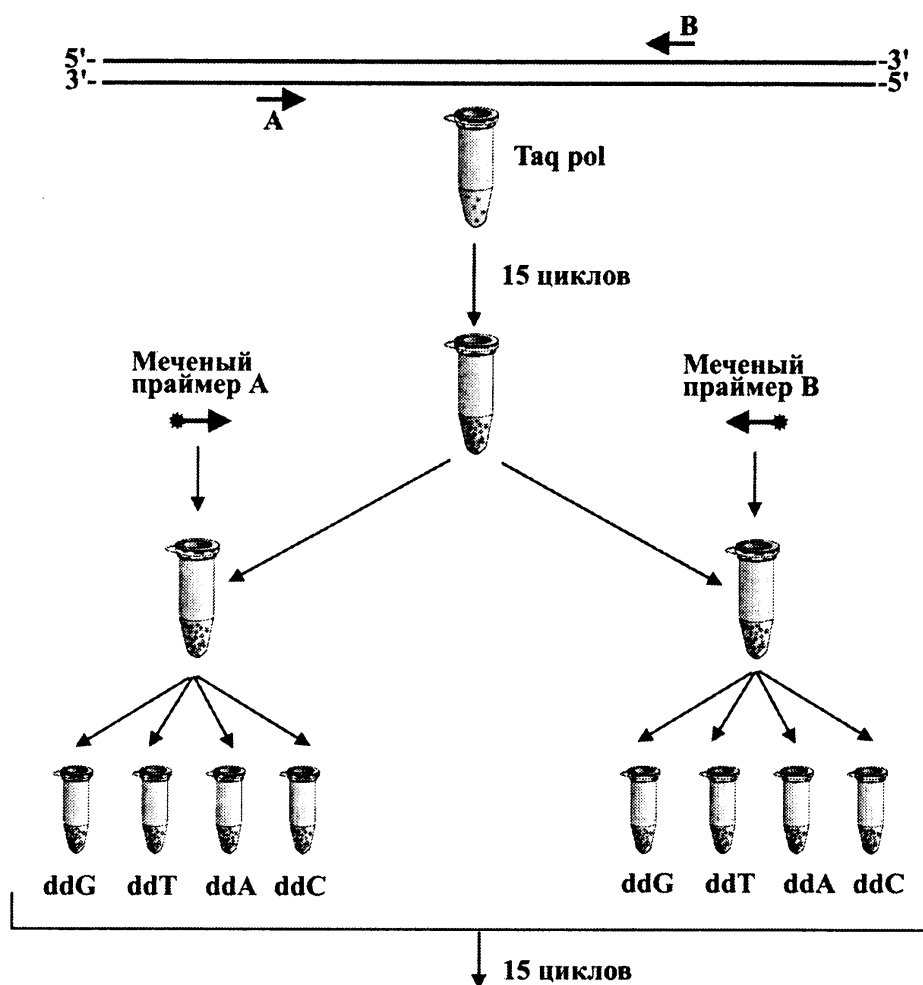 B
5'- -3'
3'- -5'
A
Taq pol
15 циклов
Меченый
праймер А
Меченый
праймер В
ddG ddT ddA ddC
ddG ddT ddA ddC
15 циклов